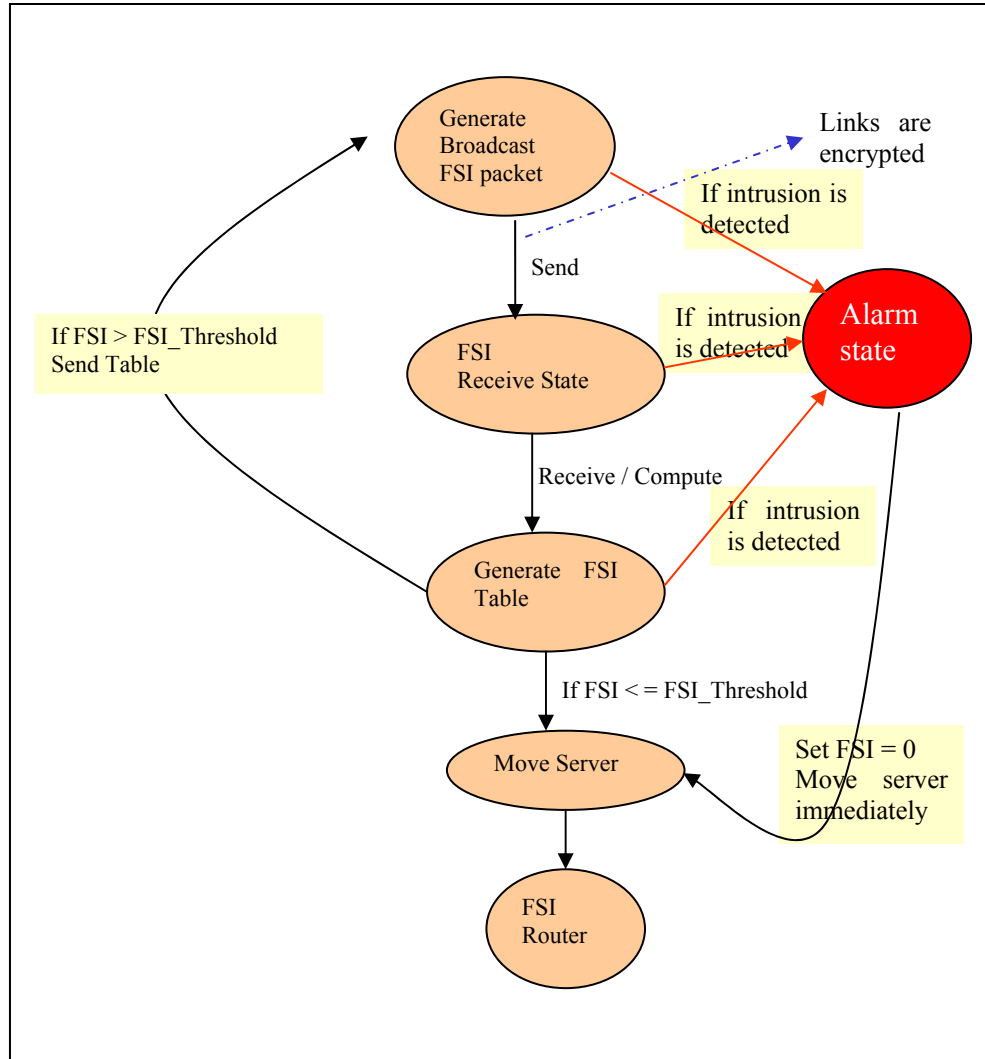 Generate
Broadcast
FSI packet
Links are
encrypted
If intrusion is
detected
Send
If FSI > FSI_Threshold
Send Table
FSI
Receive State
If intrusion
is detected
Alarm
state
Receive / Compute
If intrusion
is detected
Generate FSI
Table
If FSI < = FSI_Threshold
Move Server
Set FSI = 0
Move server
immediately
FSI
Router